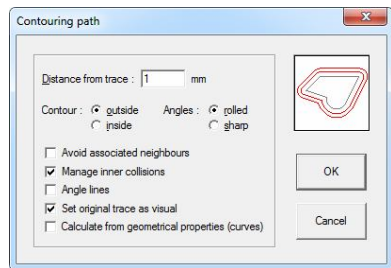 Contouring path
Distance from trace : 1 mm
Contour : outside Angles : rolled
inside sharp
Avoid associated neighbours
Manage inner collisions
Angle lines
Set original trace as visual
Calculate from geometrical properties (curves)
OK
Cancel